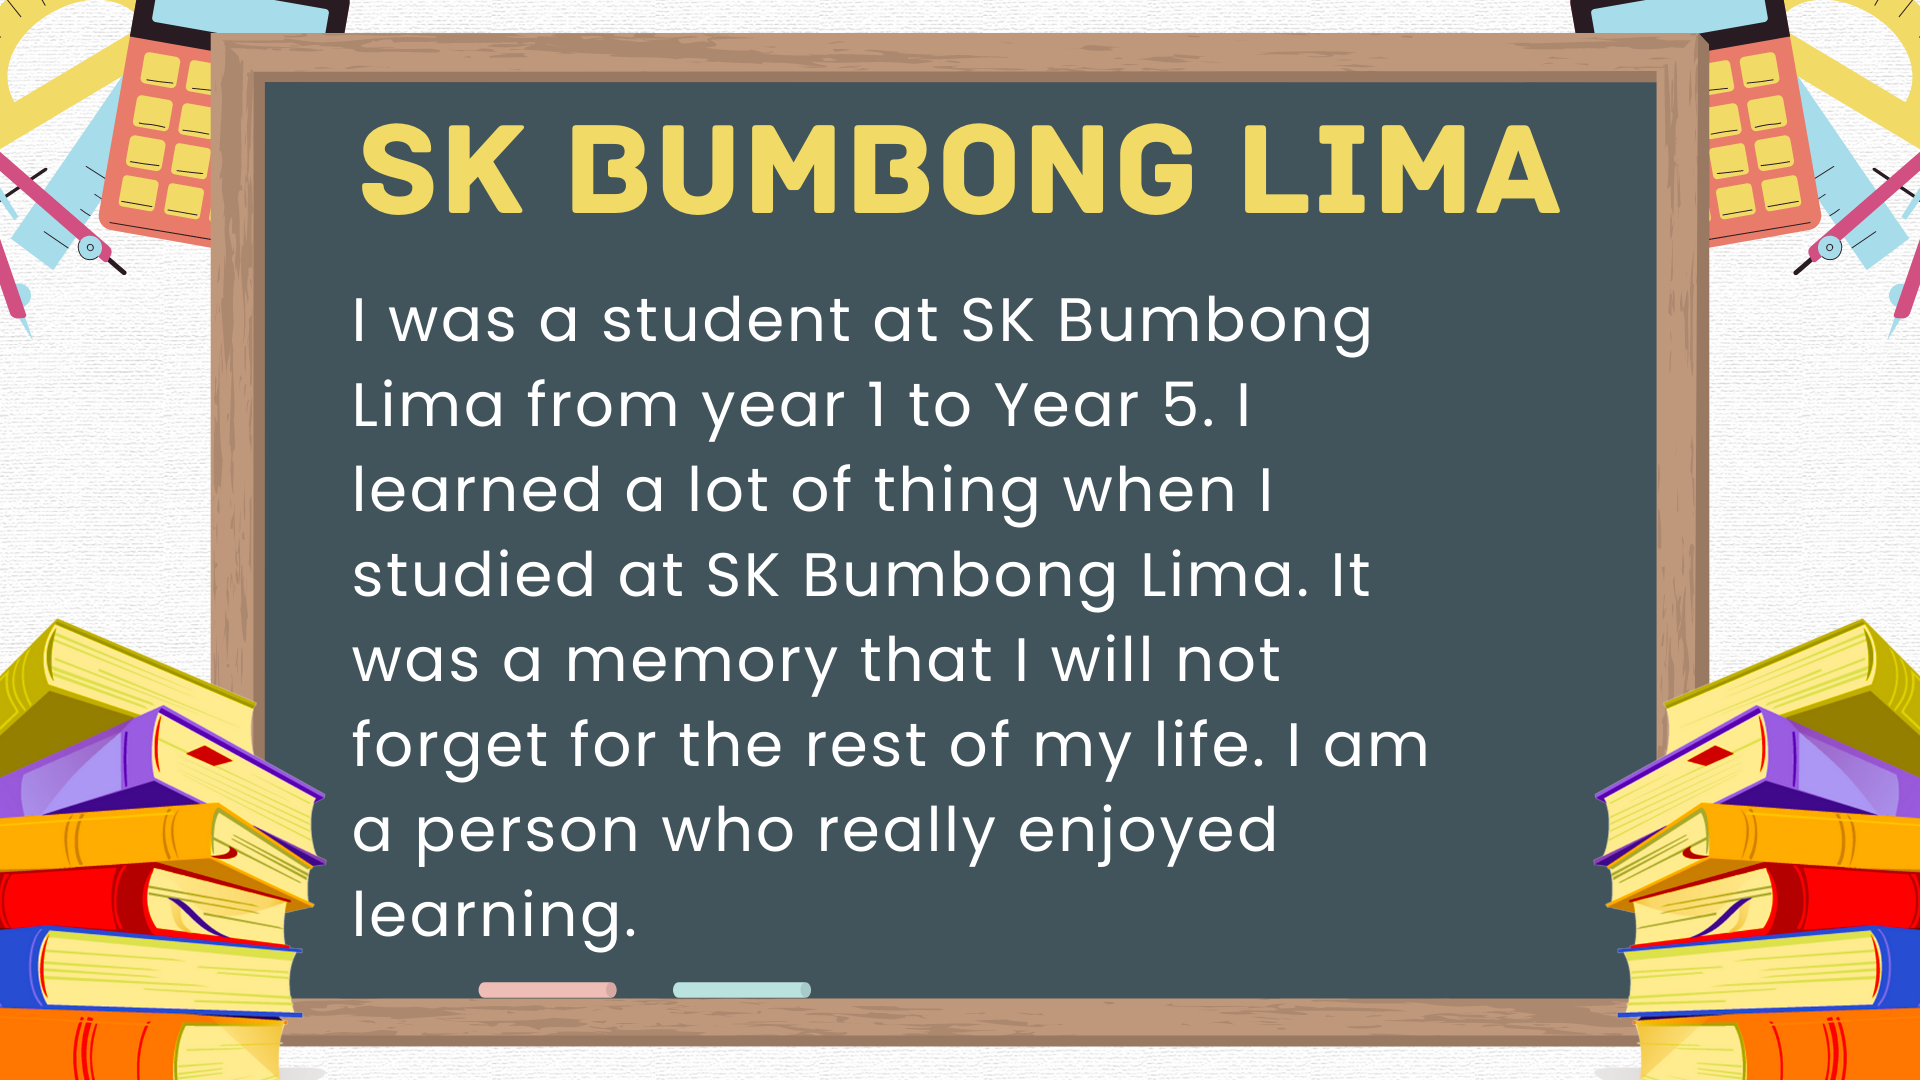 SK BUMBONG LIMA
I was a student at SK Bumbong
Lima from year 1 to Year 5. I
learned a lot of thing when I
studied at SK Bumbong Lima. It
was a memory that I will not
forget for the rest of my life. I am
a person who really enjoyed
learning.